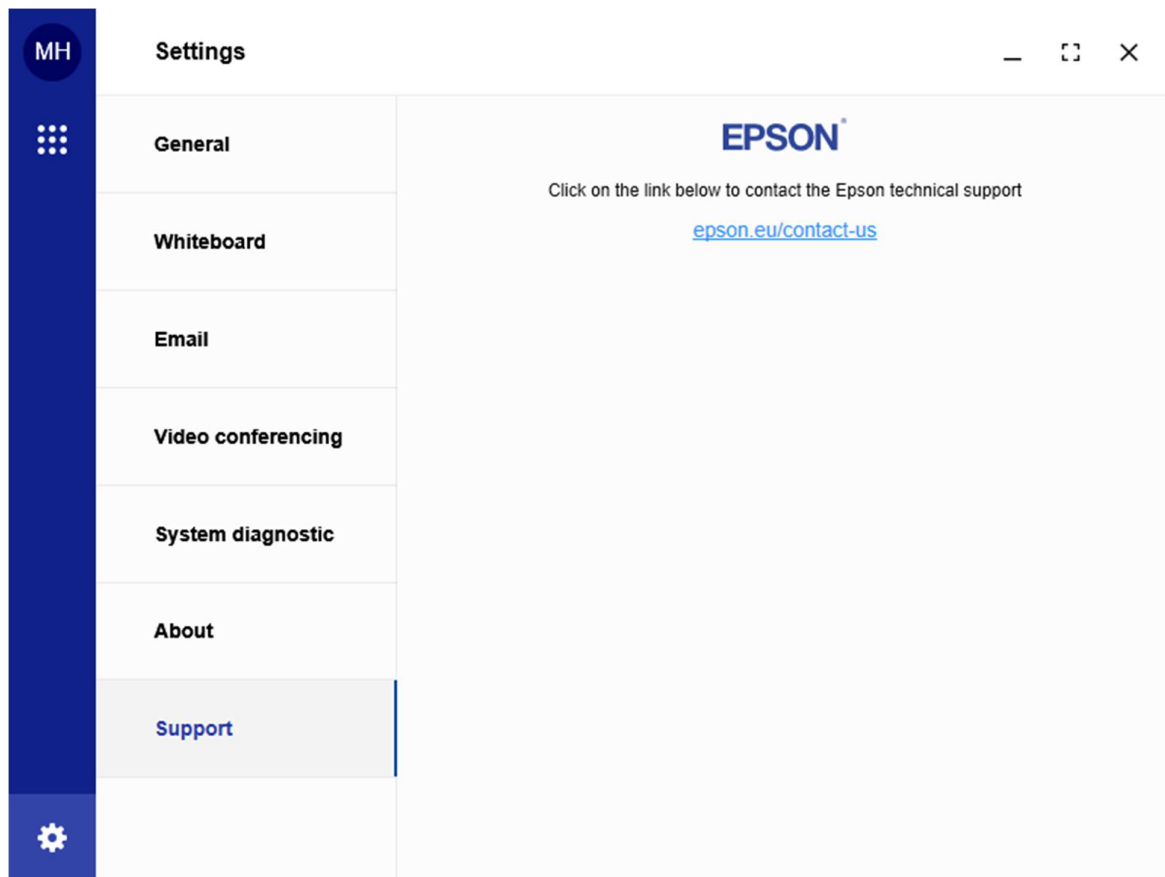 MH
Settings
General
Whiteboard
Email
Video conferencing
System diagnostic
About
Support
EPSON
Click on the link below to contact the Epson technical support
epson.eu/contact-us